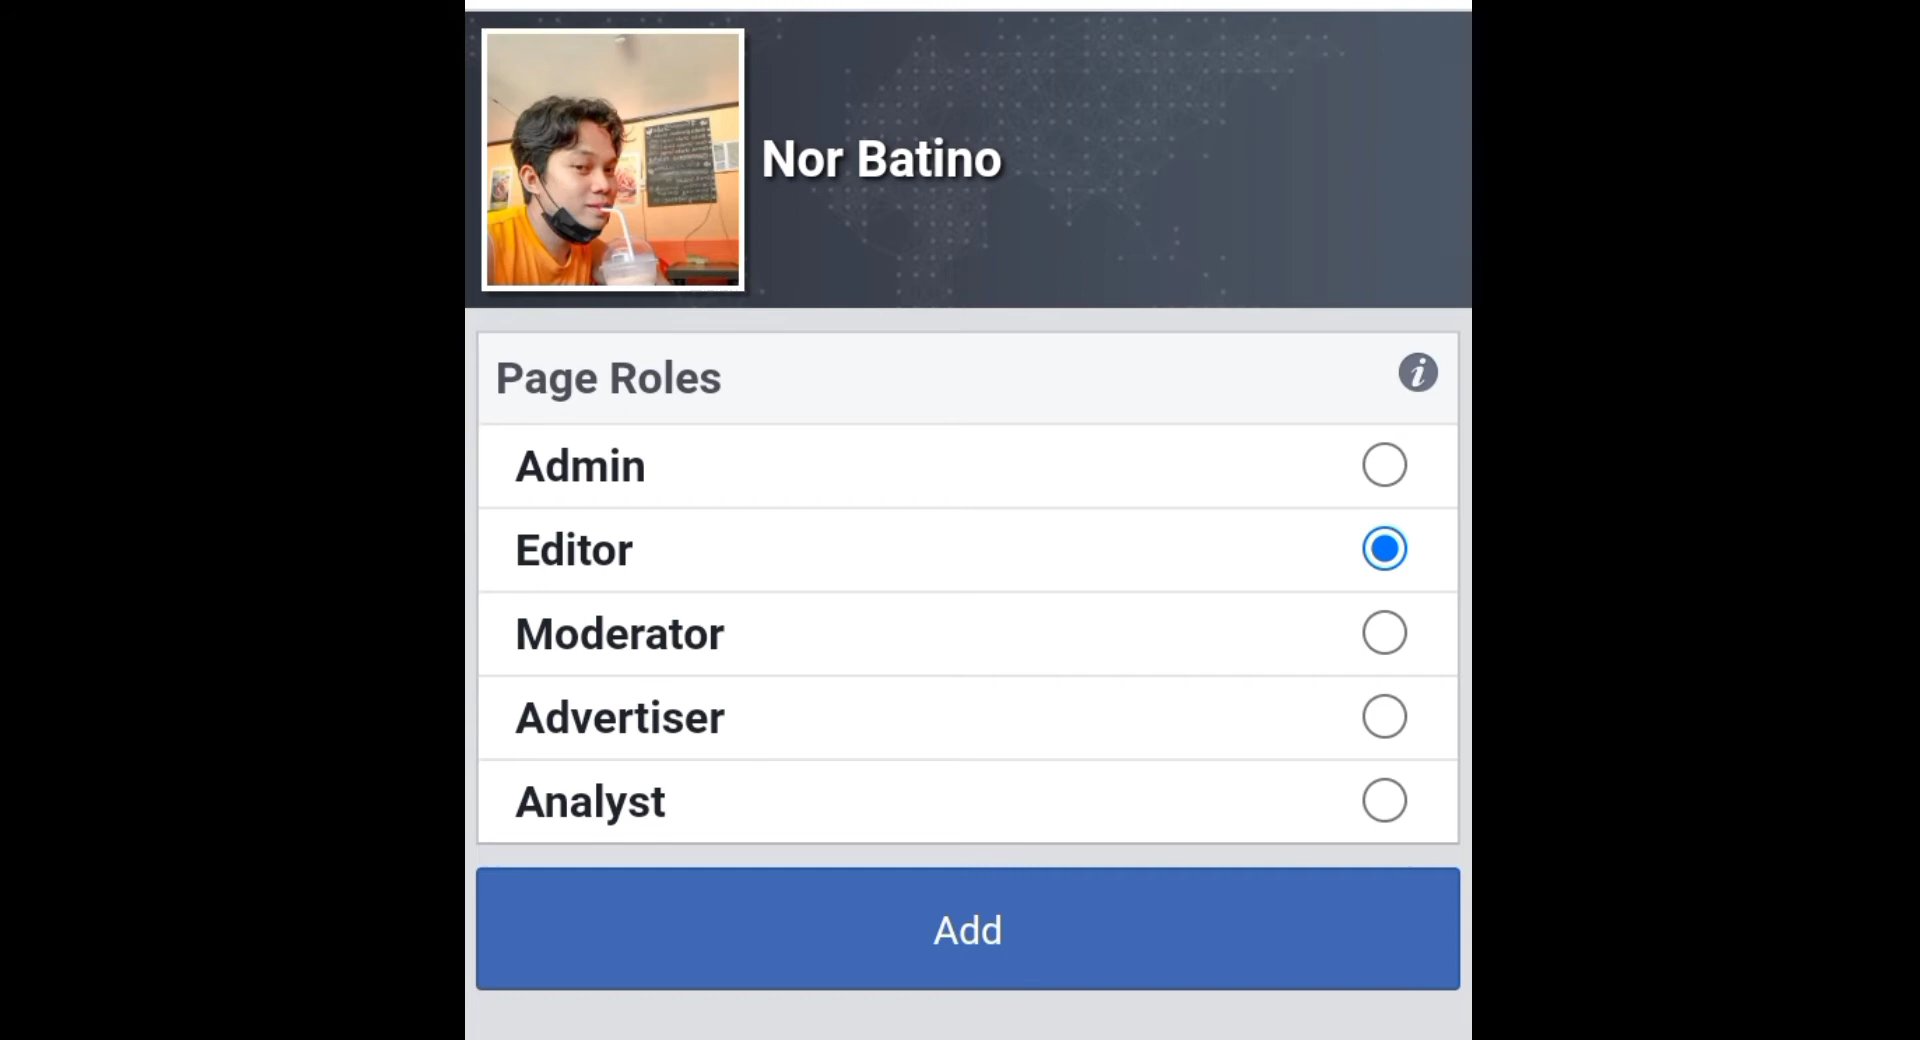 Nor Batino
Page Roles
Admin
Editor
Moderator
Advertiser
Analyst
Add